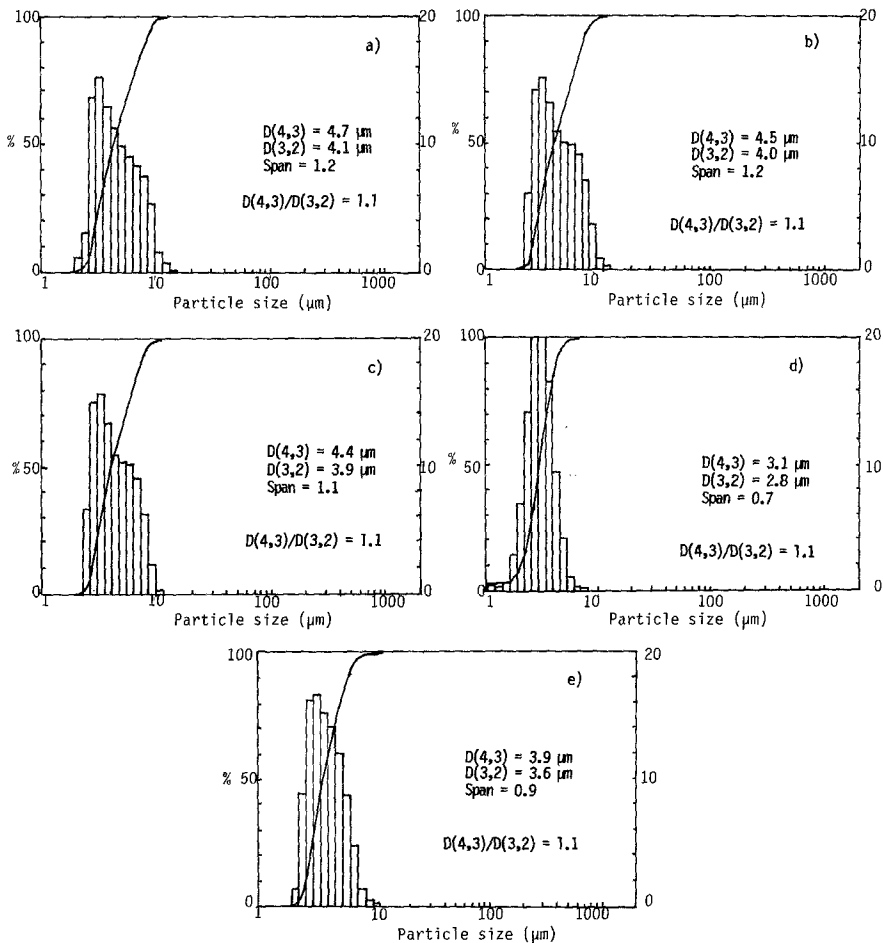 100
20
a)
%
50
10
D(4,3) = 4.7 µm
D(3,2) = 4.1 µm
Span = 1.2
D(4,3)/D(3,2) = 1.1
0
0
1
10
100
1000
Particle size (µm)
100
20
b)
%
50
10
D(4,3) = 4.5 µm
D(3,2) = 4.0 µm
Span = 1.2
D(4,3)/D(3,2) = 1.1
0
0
1
10
100
1000
Particle size (µm)
100
20
c)
%
50
10
D(4,3) = 4.4 µm
D(3,2) = 3.9 µm
Span = 1.1
D(4,3)/D(3,2) = 1.1
0
0
1
10
100
1000
Particle size (µm)
100
20
d)
%
50
10
D(4,3) = 3.1 µm
D(3,2) = 2.8 µm
Span = 0.7
D(4,3)/D(3,2) = 1.1
0
0
1
10
100
1000
Particle size (µm)
100
20
e)
%
50
10
D(4,3) = 3.9 µm
D(3,2) = 3.6 µm
Span = 0.9
D(4,3)/D(3,2) = 1.1
0
0
1
10
100
1000
Particle size (µm)